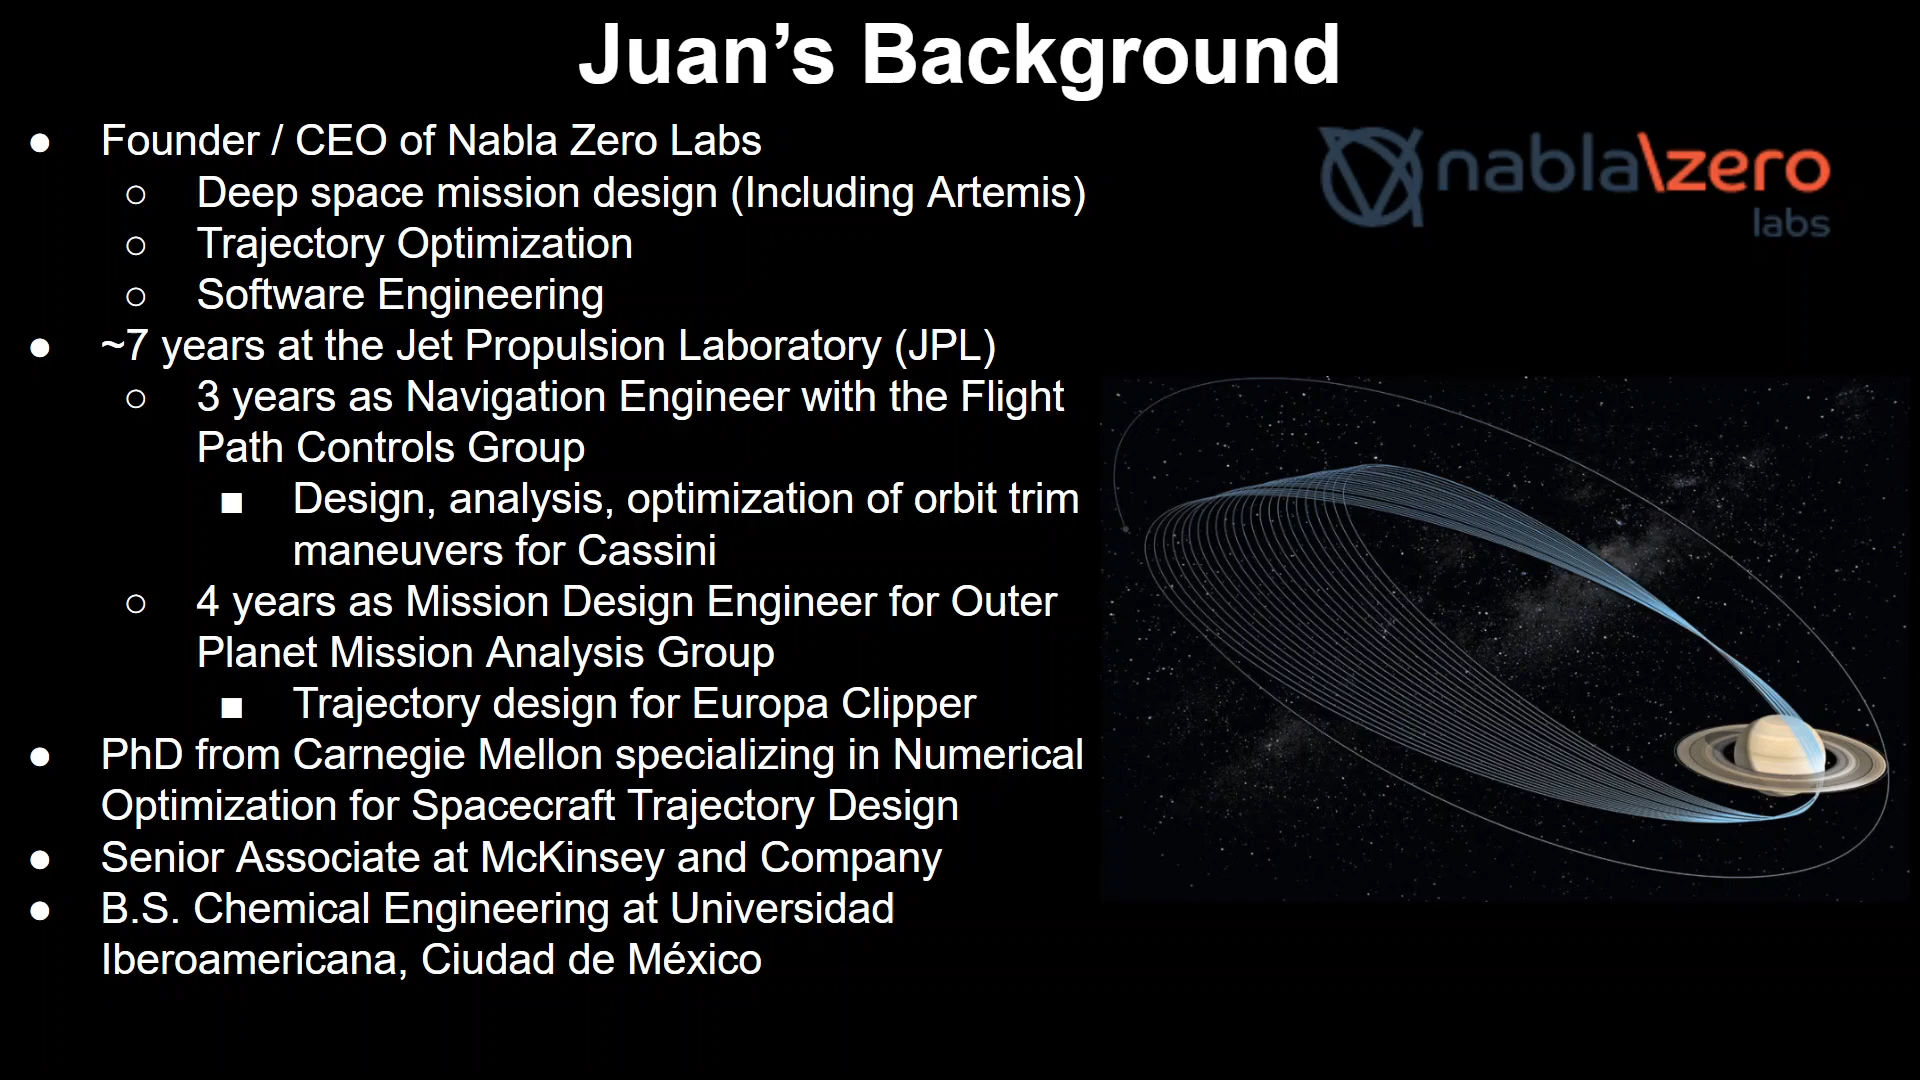 Juan’s Background
● Founder / CEO of Nabla Zero Labs
○ Deep space mission design (Including Artemis)
○ Trajectory Optimization
○ Software Engineering
● ~7 years at the Jet Propulsion Laboratory (JPL)
○ 3 years as Navigation Engineer with the Flight
Path Controls Group
■ Design, analysis, optimization of orbit trim
maneuvers for Cassini
○ 4 years as Mission Design Engineer for Outer
Planet Mission Analysis Group
■ Trajectory design for Europa Clipper
● PhD from Carnegie Mellon specializing in Numerical
Optimization for Spacecraft Trajectory Design
● Senior Associate at McKinsey and Company
● B.S. Chemical Engineering at Universidad
Iberoamericana, Ciudad de México
nabla\zero
labs